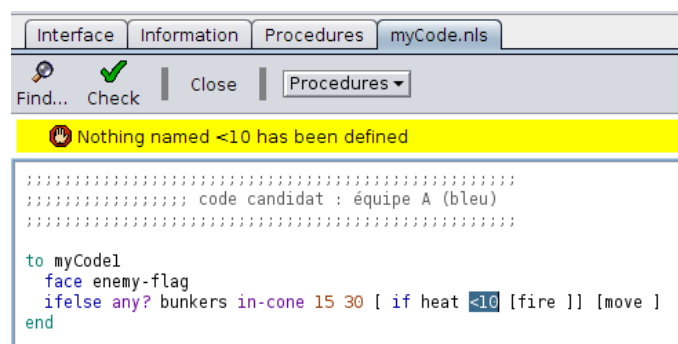 Interface Information Procedures myCode.nls
Find... Check Close Procedures
Nothing named <10 has been defined
;;;;;;;;;;;;;;;;;;;;;;;;;;;;;;;;;;;;;;;;;;;;;;;;;;;
;;;;;;;;;;;;;;;;; code candidat : équipe A (bleu)
;;;;;;;;;;;;;;;;;;;;;;;;;;;;;;;;;;;;;;;;;;;;;;;;;;;
to myCode1
face enemy-flag
ifelse any? bunkers in-cone 15 30 [ if heat <10 [fire ]] [move ]
end